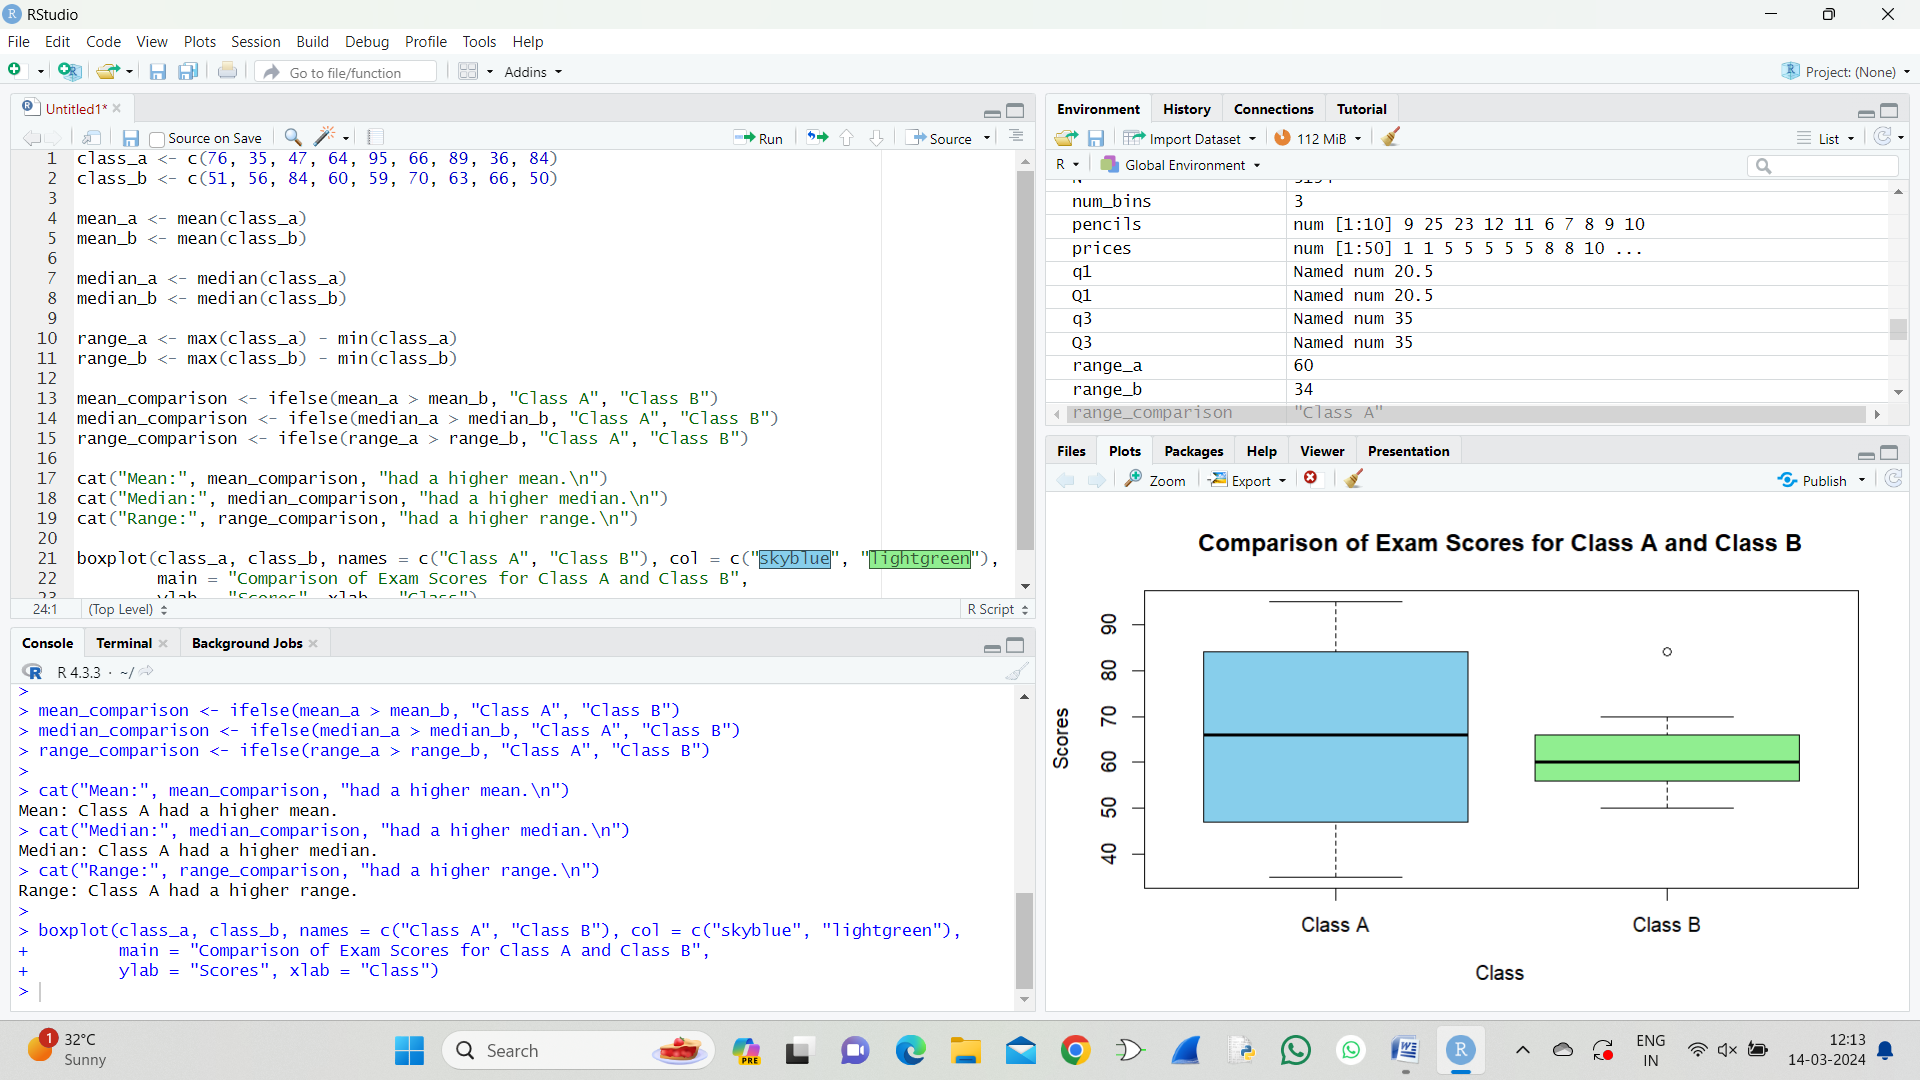 RStudio
File Edit Code View Plots Session Build Debug Profile Tools Help
Go to file/function Addins Project: (None)
Untitled1*
Source on Save Run Source
1 class_a <- c(76, 35, 47, 64, 95, 66, 89, 36, 84)
2 class_b <- c(51, 56, 84, 60, 59, 70, 63, 66, 50)
3
4 mean_a <- mean(class_a)
5 mean_b <- mean(class_b)
6
7 median_a <- median(class_a)
8 median_b <- median(class_b)
9
10 range_a <- max(class_a) - min(class_a)
11 range_b <- max(class_b) - min(class_b)
12
13 mean_comparison <- ifelse(mean_a > mean_b, "Class A", "Class B")
14 median_comparison <- ifelse(median_a > median_b, "Class A", "Class B")
15 range_comparison <- ifelse(range_a > range_b, "Class A", "Class B")
16
17 cat("Mean:", mean_comparison, "had a higher mean.\n")
18 cat("Median:", median_comparison, "had a higher median.\n")
19 cat("Range:", range_comparison, "had a higher range.\n")
20
21 boxplot(class_a, class_b, names = c("Class A", "Class B"), col = c("skyblue", "lightgreen"),
22 main = "Comparison of Exam Scores for Class A and Class B",
23 ylab = "Scores", xlab = "Class")
24:1 (Top Level) R Script
Console Terminal Background Jobs
R 4.3.3 · ~/
>
> mean_comparison <- ifelse(mean_a > mean_b, "Class A", "Class B")
> median_comparison <- ifelse(median_a > median_b, "Class A", "Class B")
> range_comparison <- ifelse(range_a > range_b, "Class A", "Class B")
>
> cat("Mean:", mean_comparison, "had a higher mean.\n")
Mean: Class A had a higher mean.
> cat("Median:", median_comparison, "had a higher median.\n")
Median: Class A had a higher median.
> cat("Range:", range_comparison, "had a higher range.\n")
Range: Class A had a higher range.
>
> boxplot(class_a, class_b, names = c("Class A", "Class B"), col = c("skyblue", "lightgreen"),
+ main = "Comparison of Exam Scores for Class A and Class B",
+ ylab = "Scores", xlab = "Class")
>
Environment History Connections Tutorial
Import Dataset 112 MiB List
R Global Environment
num_bins 3
pencils num [1:10] 9 25 23 12 11 6 7 8 9 10
prices num [1:50] 1 1 5 5 5 5 5 8 8 10 ...
q1 Named num 20.5
Q1 Named num 20.5
q3 Named num 35
Q3 Named num 35
range_a 60
range_b 34
range_comparison "Class A"
Files Plots Packages Help Viewer Presentation
Zoom Export Publish
Comparison of Exam Scores for Class A and Class B
Scores
90
80
70
60
50
40
Class A Class B
Class
1 32°C
Sunny
Search
PRE
ENG
IN
12:13
14-03-2024